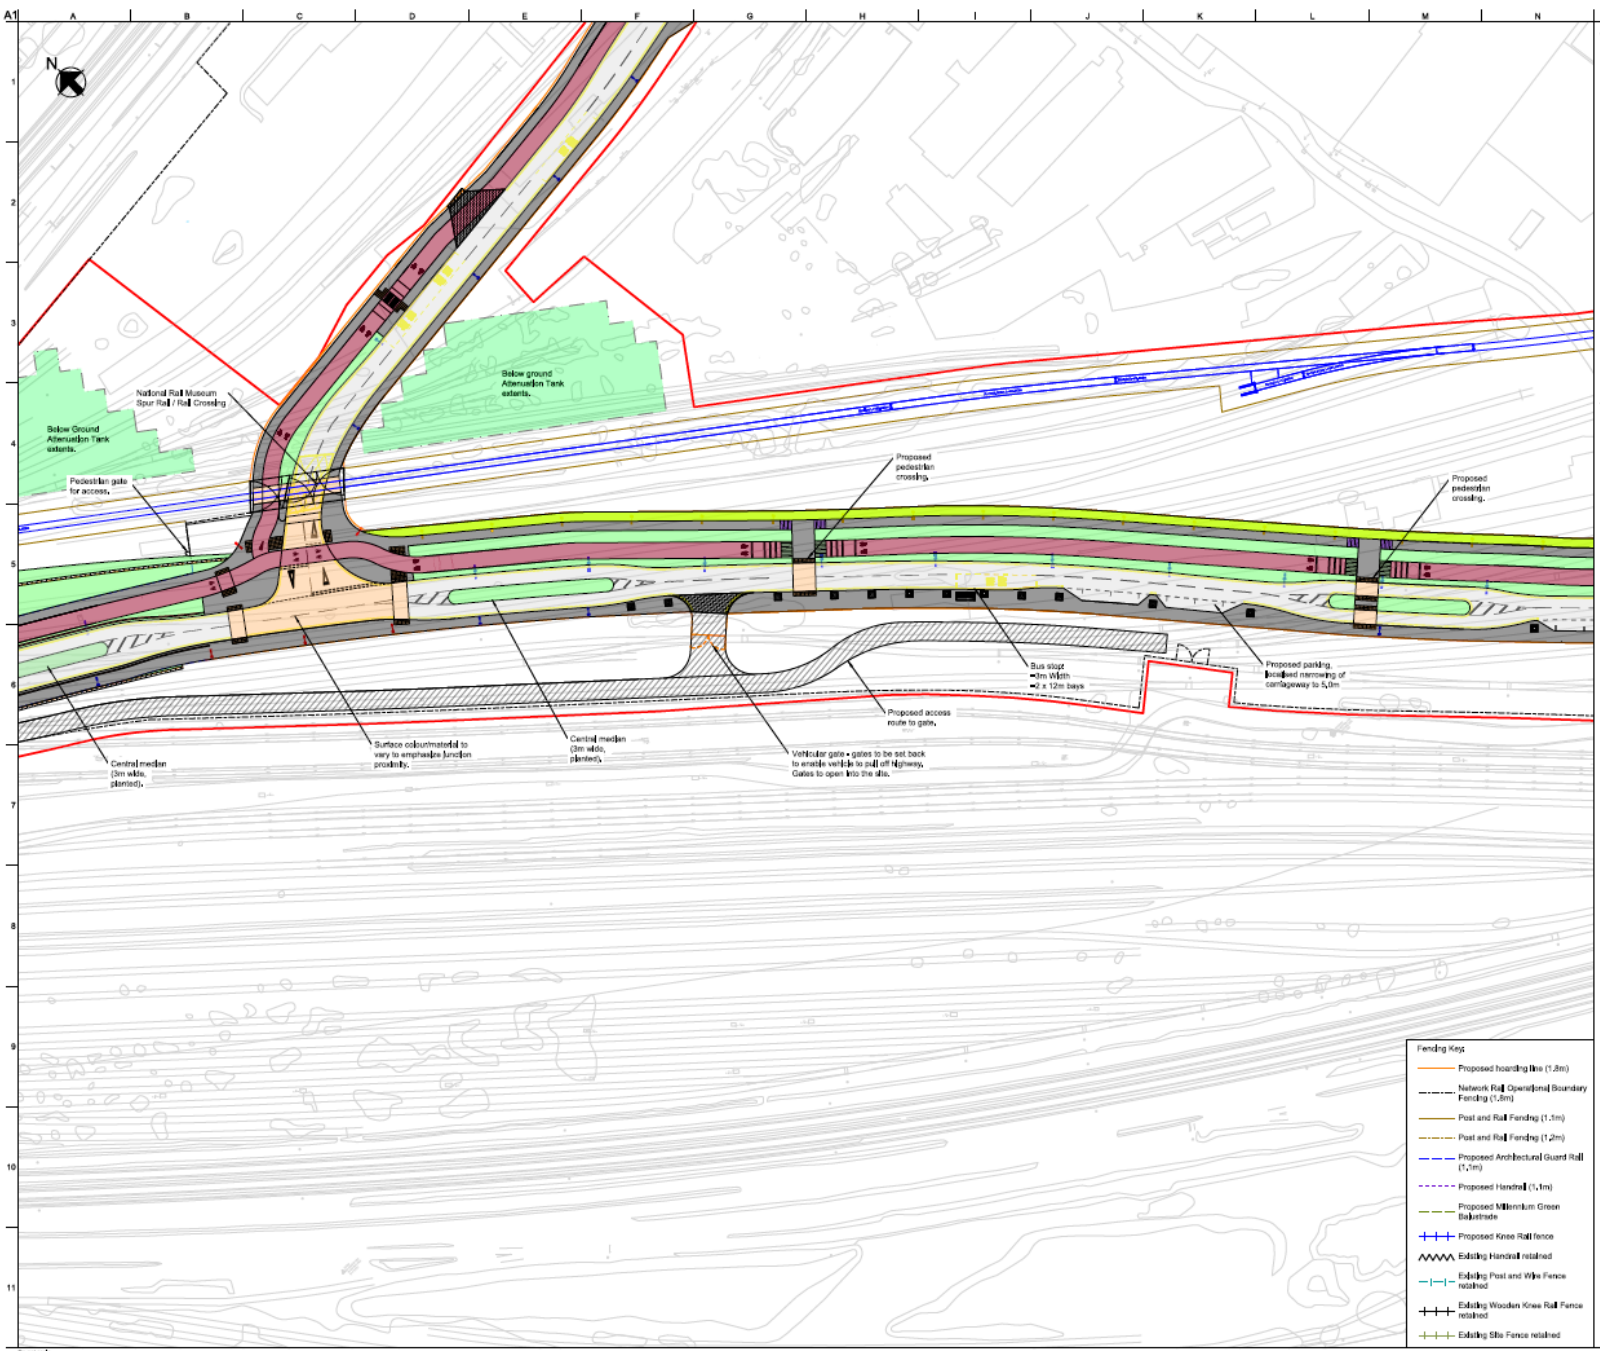 A1
A B C D E F G H I J K L M N
N
1
2
3
4
5
6
7
8
9
10
11
National Rail Museum
Spur Rail / Rail Crossing
Below ground
Attenuation Tank
extents.
Below Ground
Attenuation Tank
extents.
Pedestrian gate
for access.
Proposed
pedestrian
crossing.
Proposed
pedestrian
crossing.
Bus stop:
-3m Width
-2 x 12m bays
Proposed parking,
localised narrowing of
carriageway to 5.0m
Proposed access
route to gate.
Central median
(3m wide,
planted).
Surface colour/material to
vary to emphasize junction
proximity.
Central median
(3m wide,
planted).
Vehicular gate - gates to be set back
to enable vehicle to pull off highway.
Gates to open into the site.
Fencing Key:
Proposed hoarding line (1.8m)
Network Rail Operational Boundary
Fencing (1.8m)
Post and Rail Fencing (1.1m)
Post and Rail Fencing (1.2m)
Proposed Architectural Guard Rail
(1.1m)
Proposed Handrail (1.1m)
Proposed Millennium Green
Balustrade
Proposed Knee Rail fence
Existing Handrail retained
Existing Post and Wire Fence
retained
Existing Wooden Knee Rail Fence
retained
Existing Site Fence retained